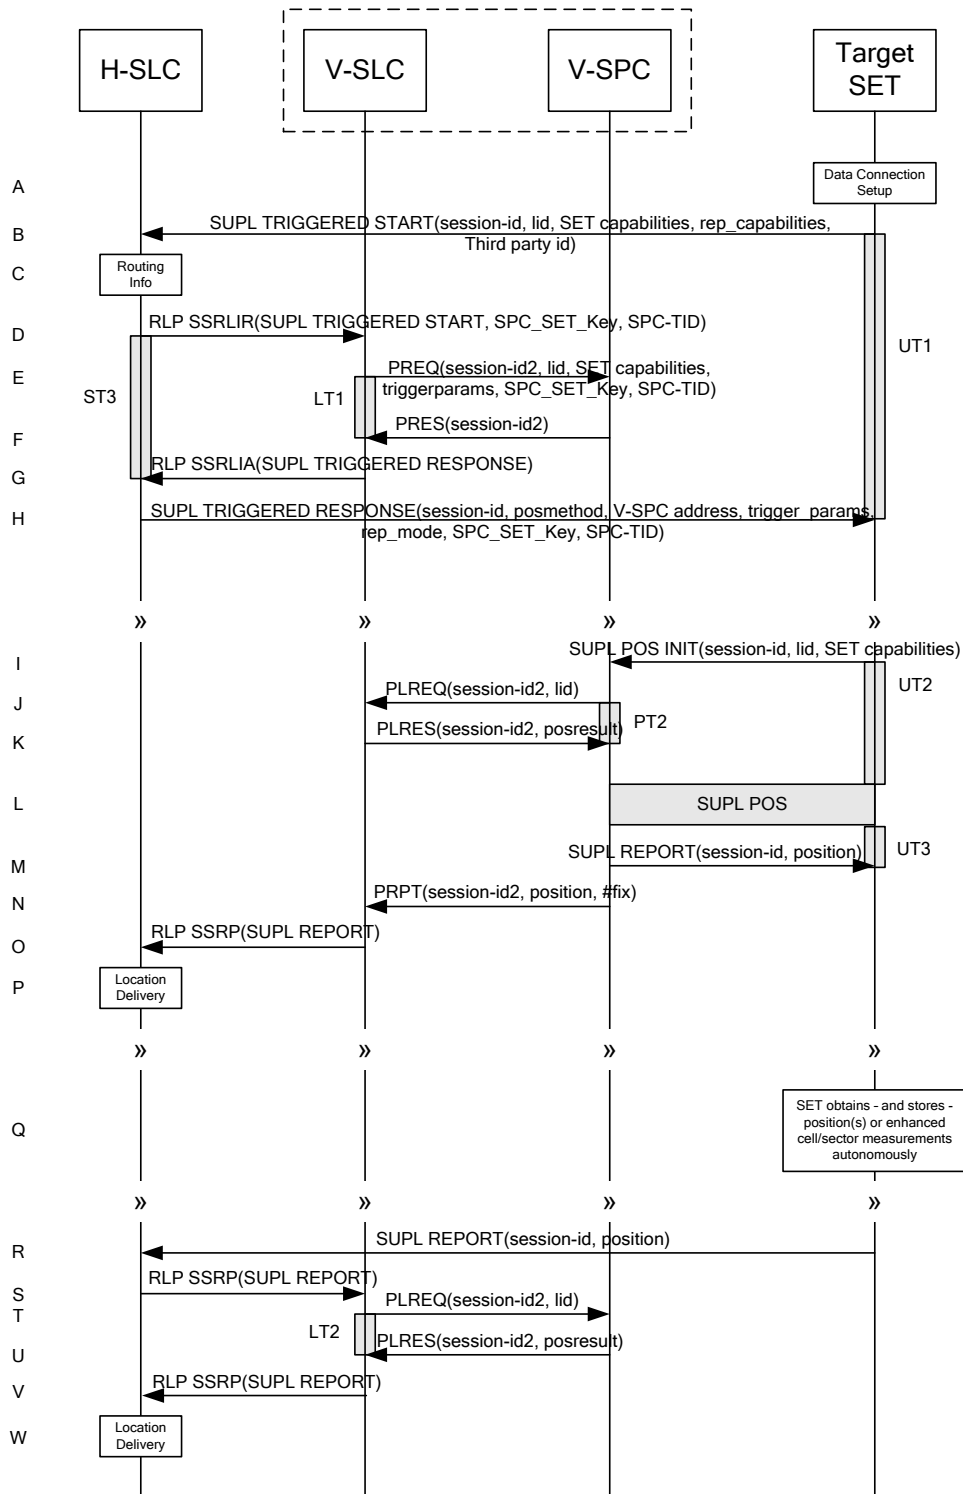 H-SLC
V-SLC
V-SPC
Target
SET
A
Data Connection
Setup
B
SUPL TRIGGERED START(session-id, lid, SET capabilities, rep_capabilities,
Third party id)
C
Routing
Info
D
RLP SSRLIR(SUPL TRIGGERED START, SPC_SET_Key, SPC-TID)
UT1
E
PREQ(session-id2, lid, SET capabilities,
triggerparams, SPC_SET_Key, SPC-TID)
ST3
LT1
F
PRES(session-id2)
G
RLP SSRLIA(SUPL TRIGGERED RESPONSE)
H
SUPL TRIGGERED RESPONSE(session-id, posmethod, V-SPC address, trigger_params,
rep_mode, SPC_SET_Key, SPC-TID)
» » » »
I
SUPL POS INIT(session-id, lid, SET capabilities)
UT2
J
PLREQ(session-id2, lid)
PT2
K
PLRES(session-id2, posresult)
L
SUPL POS
M
SUPL REPORT(session-id, position)
UT3
N
PRPT(session-id2, position, #fix)
O
RLP SSRP(SUPL REPORT)
P
Location
Delivery
» » » »
Q
SET obtains - and stores -
position(s) or enhanced
cell/sector measurements
autonomously
» » » »
R
SUPL REPORT(session-id, position)
S
RLP SSRP(SUPL REPORT)
T
PLREQ(session-id2, lid)
LT2
U
PLRES(session-id2, posresult)
V
RLP SSRP(SUPL REPORT)
W
Location
Delivery